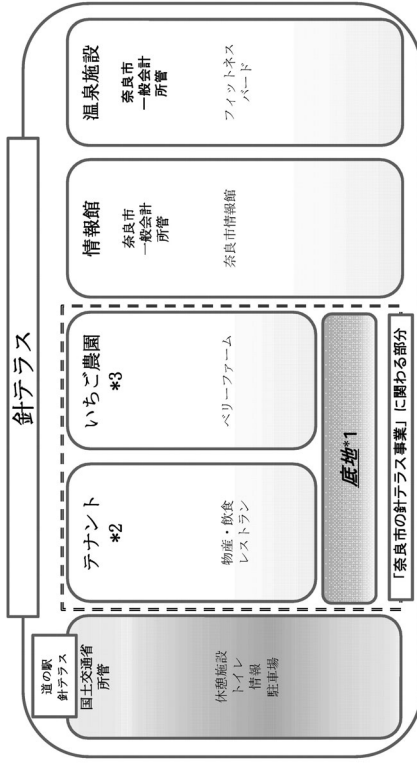 針テラス
道の駅
針テラス
国土交通省
所管
休憩施設
トイレ
情報
駐車場
テナント
*2
物産・飲食
レストラン
いちご農園
*3
ベリーファーム
底地*1
「奈良市の針テラス事業」に関わる部分
情報館
奈良市
一般会計
所管
奈良市情報館
温泉施設
奈良市
一般会計
所管
フィットネス
バード